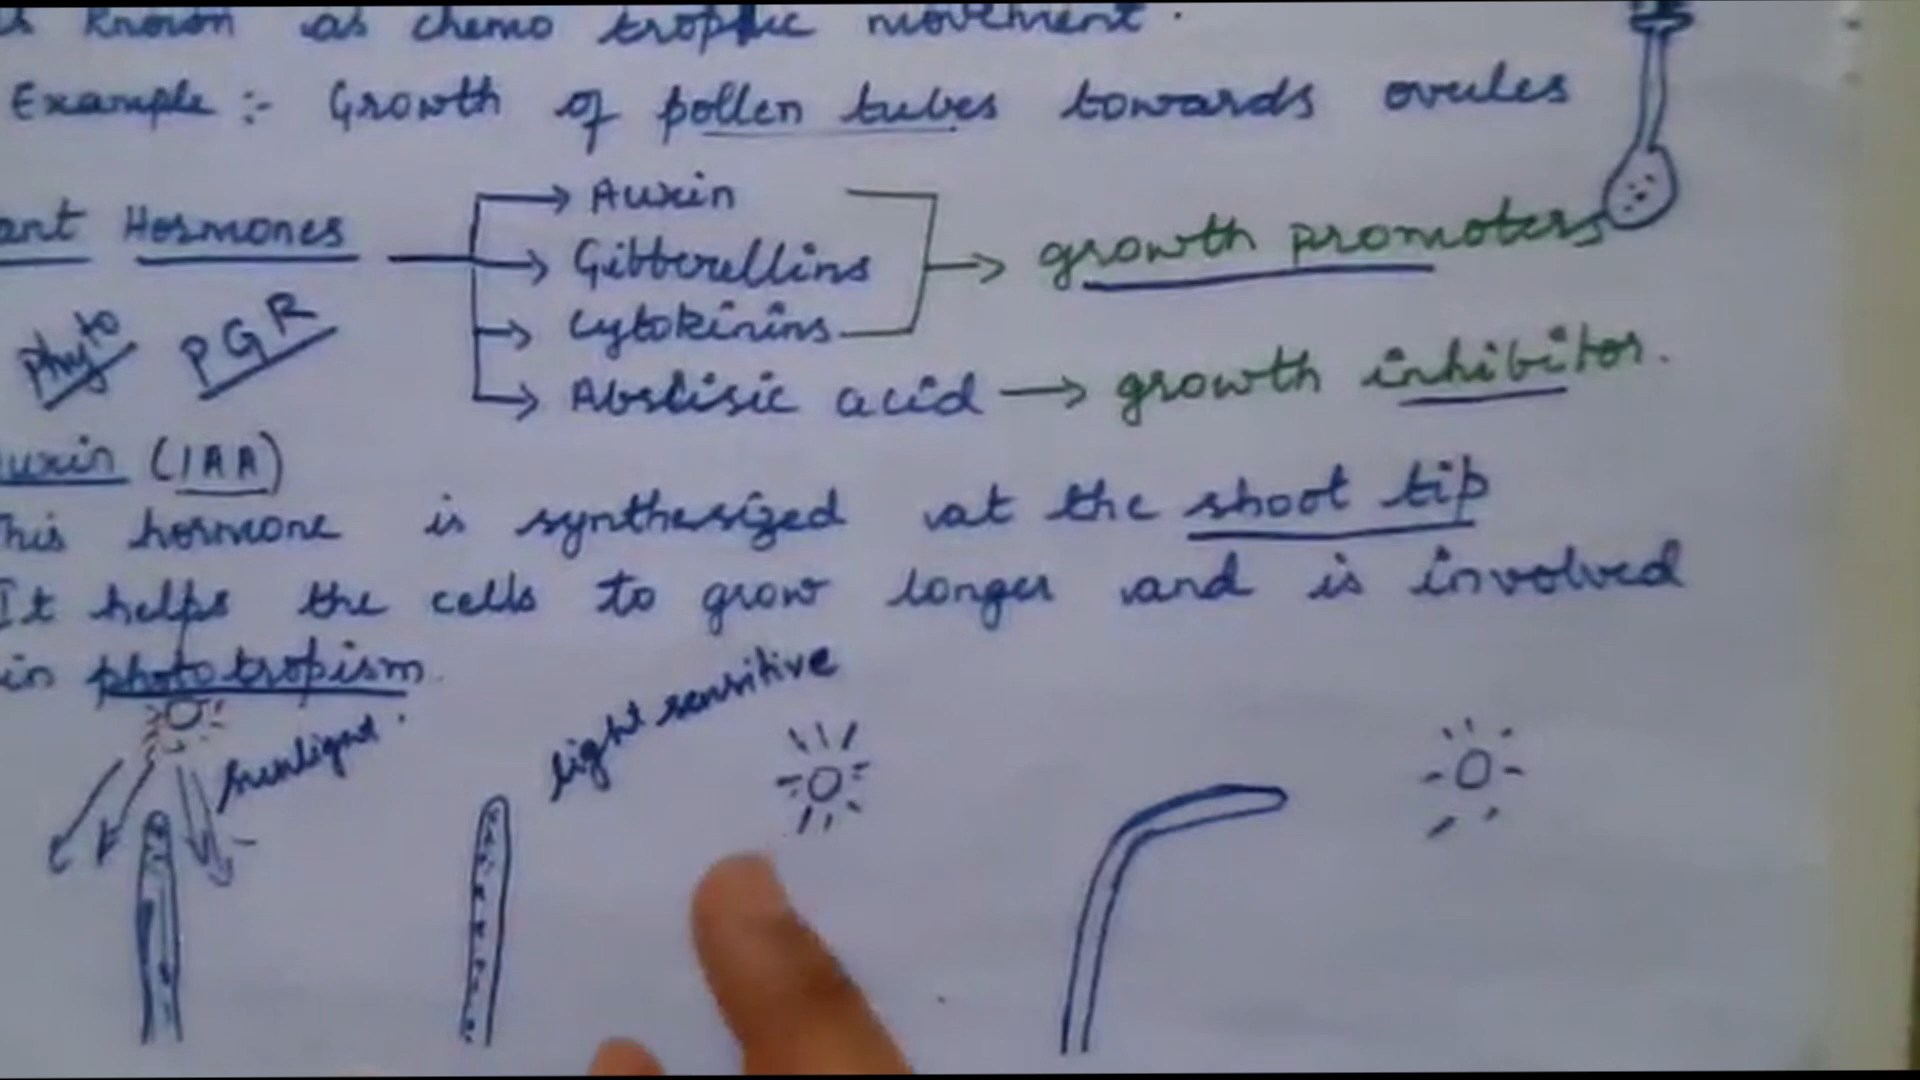 known as chemo tropic movement.
Example :- Growth of pollen tubes towards ovules
ant Hormones
Auxin
Gibberellins
Cytokinins
Abscisic acid
growth promoters
growth inhibitor.
Phyto PGR
uxin (IAA)
This hormone is synthesized at the shoot tip
It helps the cells to grow longer and is involved
in phototropism.
sunlight
light sensitive